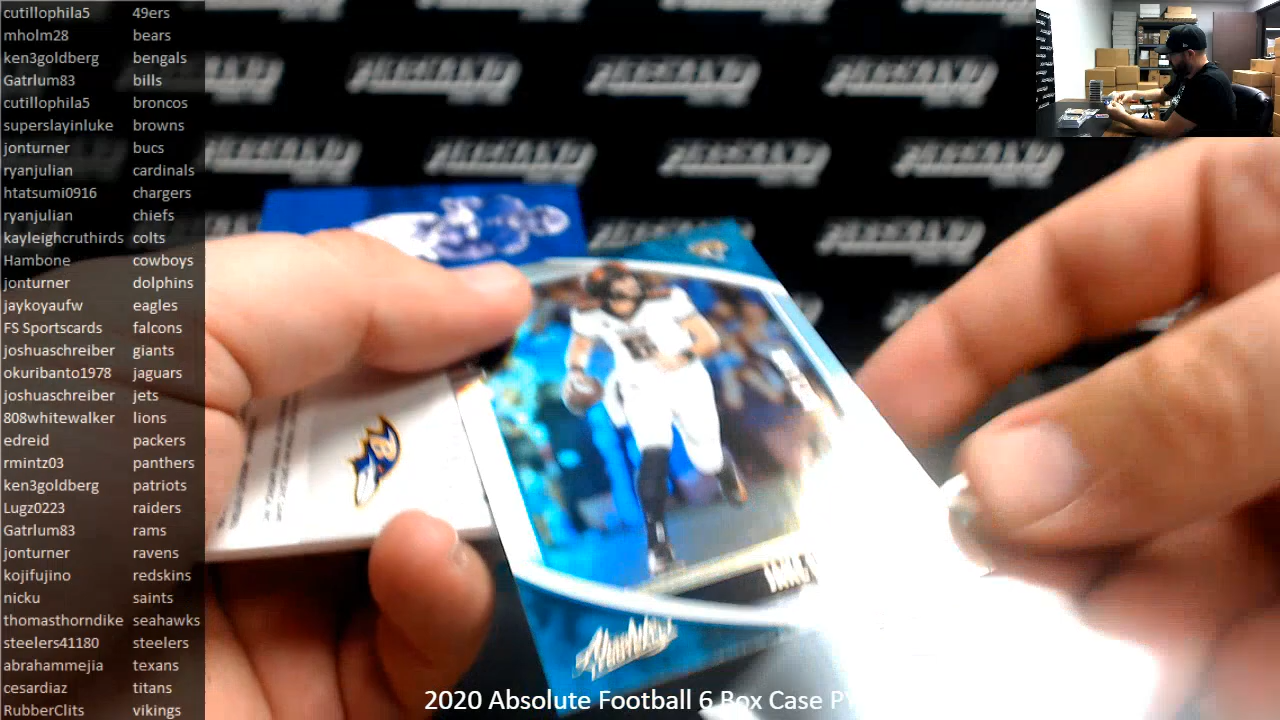 cutillophila5 49ers
mholm28 bears
ken3goldberg bengals
Gatrlum83 bills
cutillophila5 broncos
superslayinluke browns
jonturner bucs
ryanjulian cardinals
htatsumi0916 chargers
ryanjulian chiefs
kayleighcruthirds colts
Hambone cowboys
jonturner dolphins
jaykoyaufw eagles
FS Sportscards falcons
joshuaschreiber giants
okuribanto1978 jaguars
joshuaschreiber jets
808whitewalker lions
edreid packers
rmintz03 panthers
ken3goldberg patriots
Lugz0223 raiders
Gatrlum83 rams
jonturner ravens
kojifujino redskins
nicku saints
thomasthorndike seahawks
steelers41180 steelers
abrahammejia texans
cesardiaz titans
RubberClits vikings
Absolute
2020 Absolute Football 6 Box Case